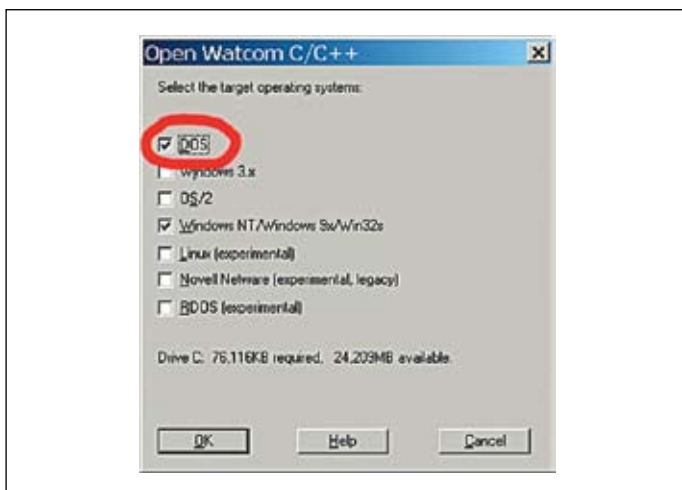 Open Watcom C/C++
Select the target operating systems:
DOS
Windows 3.x
OS/2
Windows NT/Windows 9x/Win32s
Linux (experimental)
Novell Netware (experimental, legacy)
RDOS (experimental)
Drive C: 76,116KB required, 24,209MB available.
OK Help Cancel